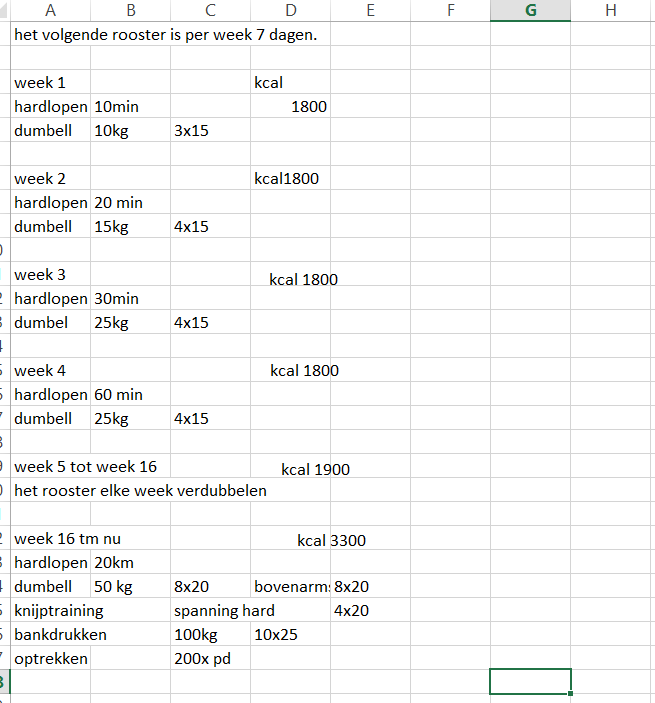 A B C D E F G H
het volgende rooster is per week 7 dagen.
week 1 kcal
hardlopen 10min 1800
dumbell 10kg 3x15
week 2 kcal1800
hardlopen 20 min
dumbell 15kg 4x15
week 3 kcal 1800
hardlopen 30min
dumbel 25kg 4x15
week 4 kcal 1800
hardlopen 60 min
dumbell 25kg 4x15
week 5 tot week 16 kcal 1900
het rooster elke week verdubbelen
week 16 tm nu kcal 3300
hardlopen 20km
dumbell 50 kg 8x20 bovenarm 8x20
knijptraining spanning hard 4x20
bankdrukken 100kg 10x25
optrekken 200x pd